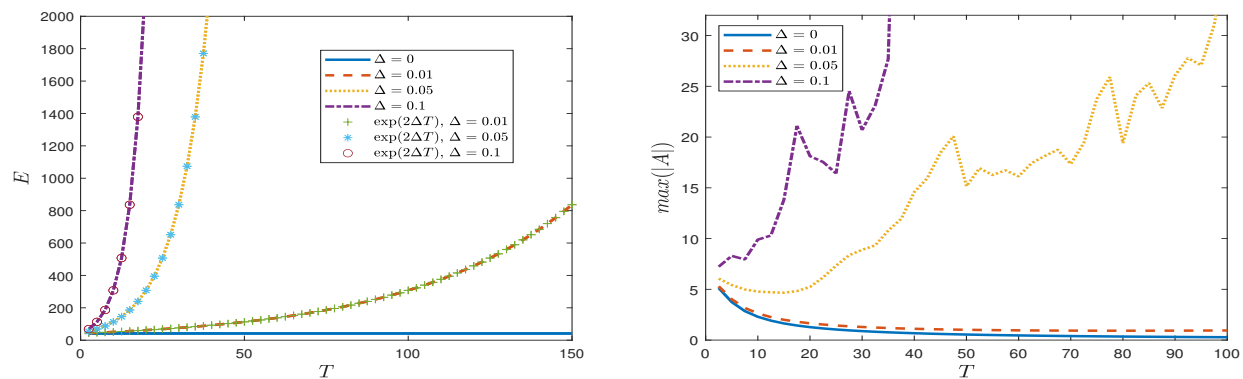 2000
1800
1600
1400
1200
1000
800
600
400
200
0
E
0
50
100
150
T
Δ = 0
Δ = 0.01
Δ = 0.05
Δ = 0.1
exp(2ΔT), Δ = 0.01
exp(2ΔT), Δ = 0.05
exp(2ΔT), Δ = 0.1
30
25
20
15
10
5
0
max(|A|)
0 10 20 30 40 50 60 70 80 90 100
T
Δ = 0
Δ = 0.01
Δ = 0.05
Δ = 0.1